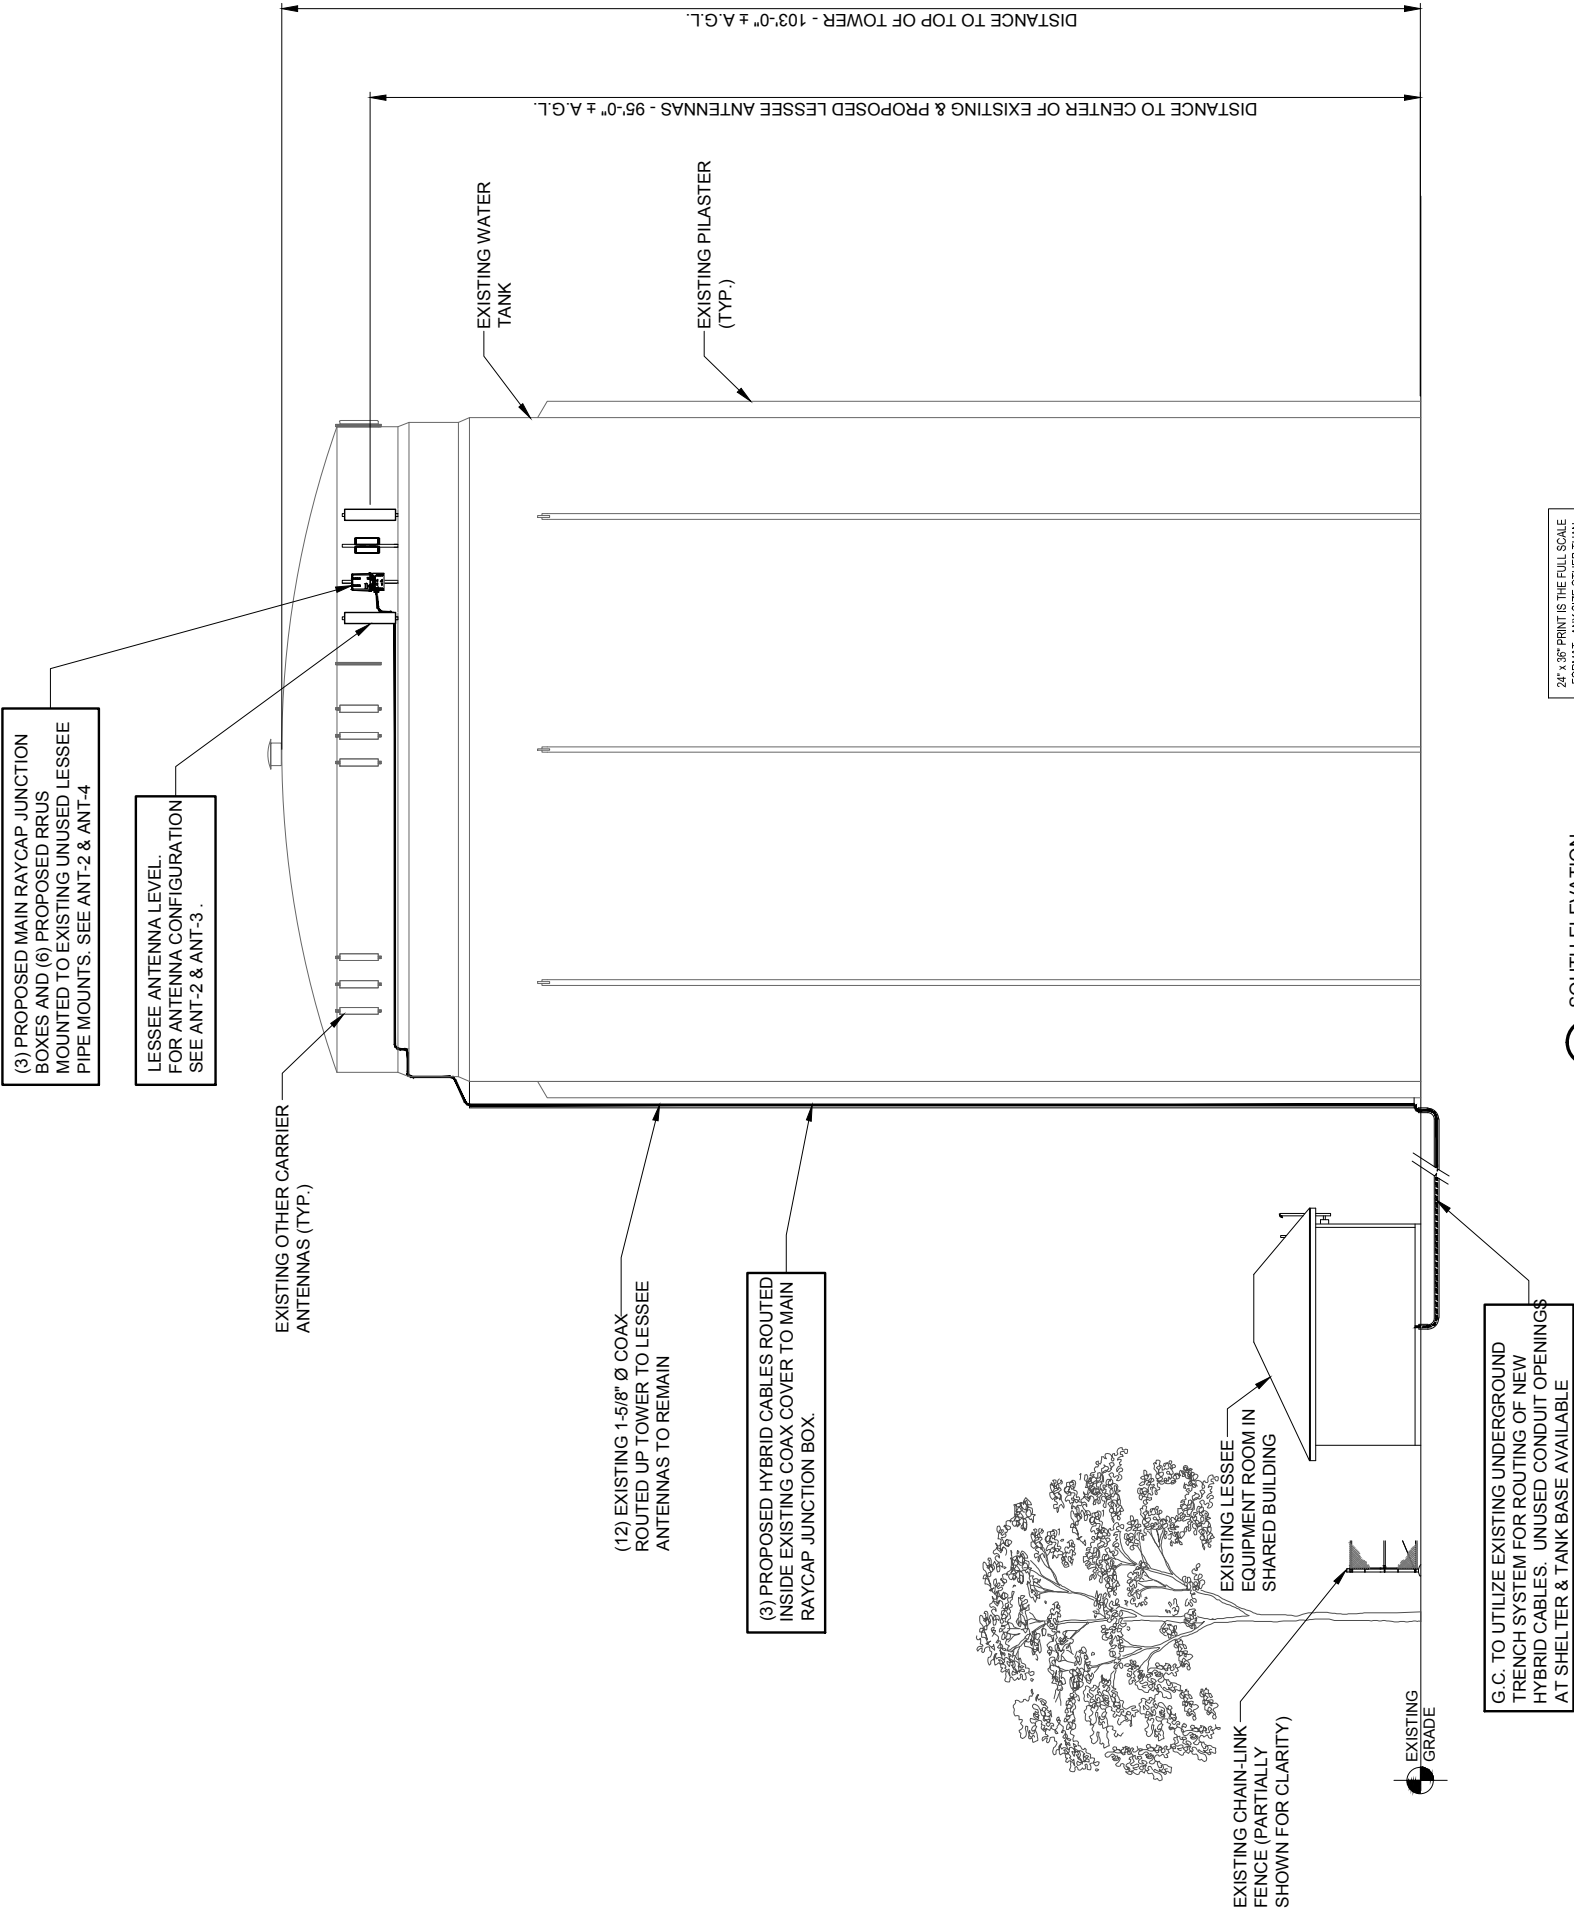 (3) PROPOSED MAIN RAYCAP JUNCTION
BOXES AND (6) PROPOSED RRUS
MOUNTED TO EXISTING UNUSED LESSEE
PIPE MOUNTS. SEE ANT-2 & ANT-4
LESSEE ANTENNA LEVEL.
FOR ANTENNA CONFIGURATION
SEE ANT-2 & ANT-3 .
EXISTING OTHER CARRIER
ANTENNAS (TYP.)
(12) EXISTING 1-5/8" Ø COAX
ROUTED UP TOWER TO LESSEE
ANTENNAS TO REMAIN
(3) PROPOSED HYBRID CABLES ROUTED
INSIDE EXISTING COAX COVER TO MAIN
RAYCAP JUNCTION BOX.
EXISTING LESSEE
EQUIPMENT ROOM IN
SHARED BUILDING
EXISTING CHAIN-LINK
FENCE (PARTIALLY
SHOWN FOR CLARITY)
EXISTING
GRADE
G.C. TO UTILIZE EXISTING UNDERGROUND
TRENCH SYSTEM FOR ROUTING OF NEW
HYBRID CABLES. UNUSED CONDUIT OPENINGS
AT SHELTER & TANK BASE AVAILABLE
EXISTING WATER
TANK
EXISTING PILASTER
(TYP.)
DISTANCE TO CENTER OF EXISTING & PROPOSED LESSEE ANTENNAS - 95'-0" ± A.G.L.
DISTANCE TO TOP OF TOWER - 103'-0" ± A.G.L.
SOUTH ELEVATION
24" x 36" PRINT IS THE FULL SCALE
FORMAT. ANY SIZE OTHER THAN